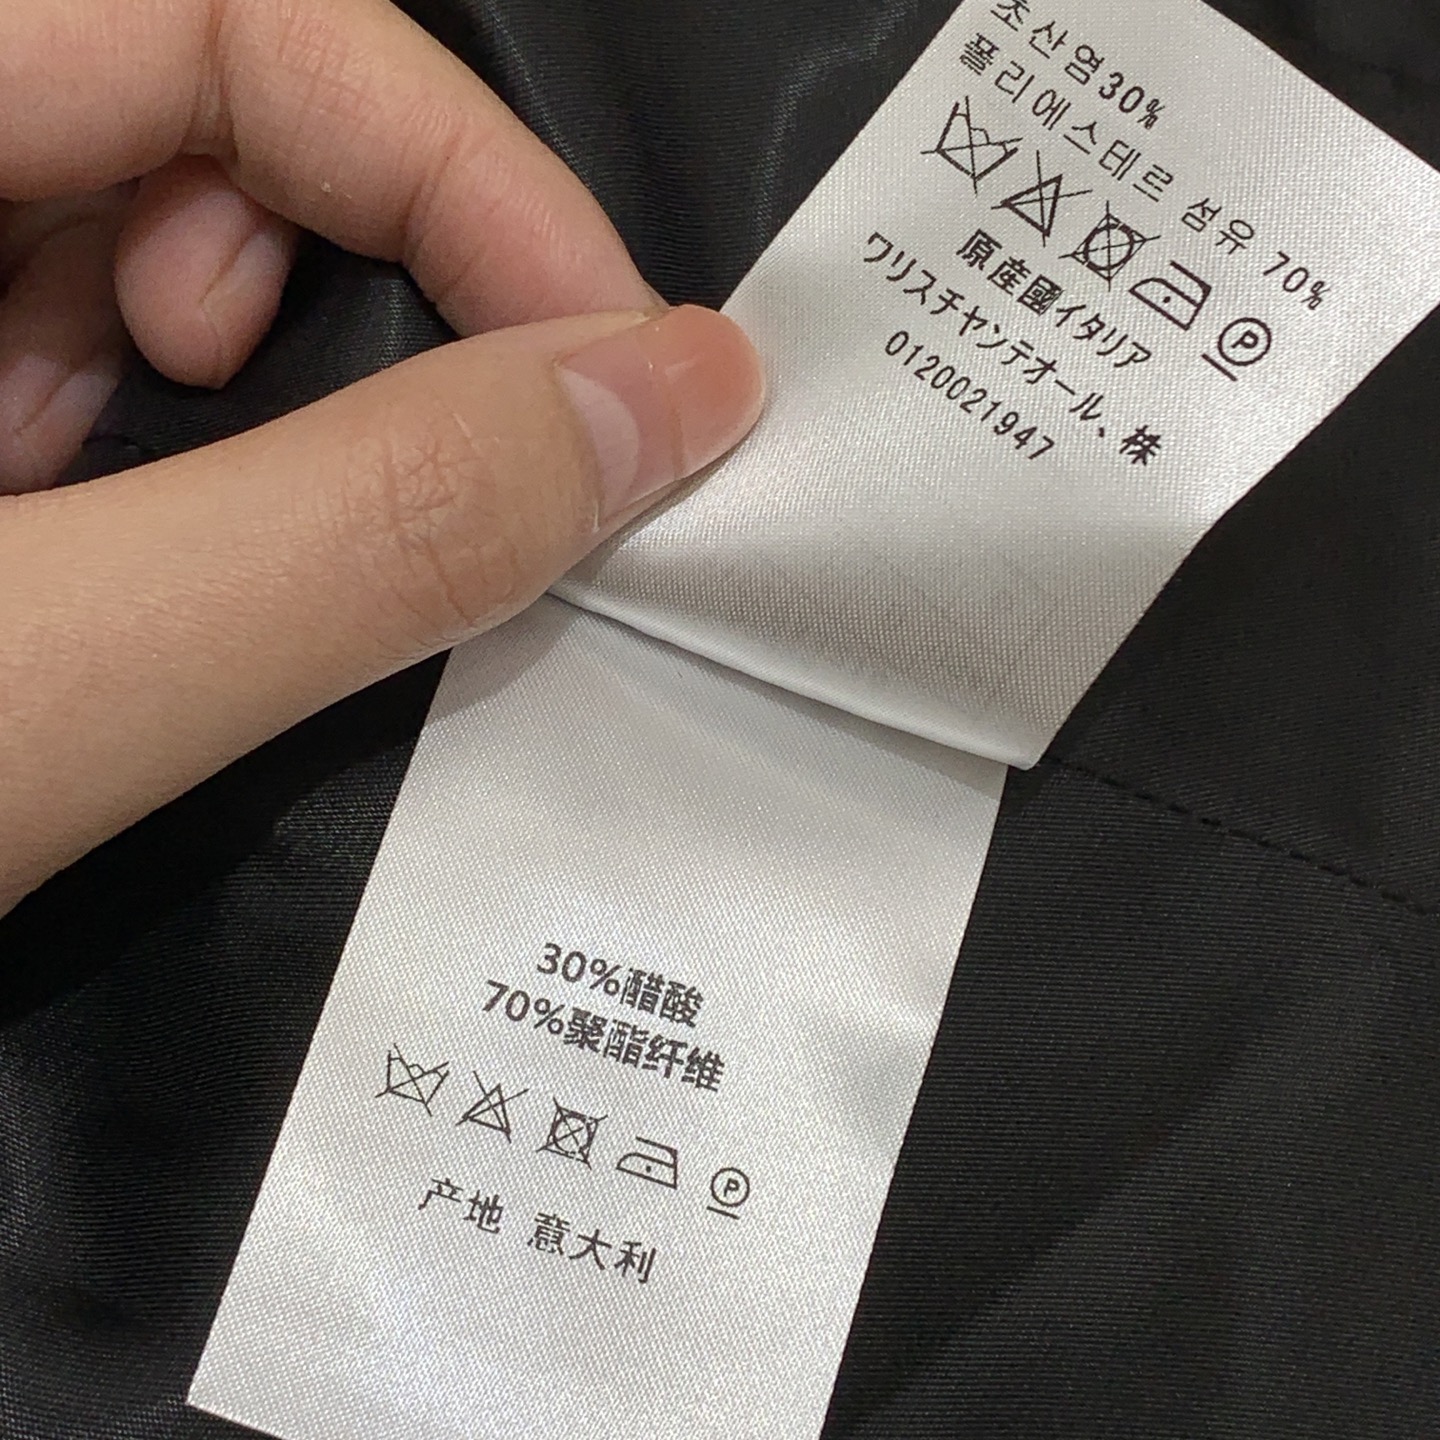 초산염30%
폴리에스테르 섬유 70%
P
原産國イタリア
ワリスチャンテオール、株
0120021947
30%醋酸
70%聚酯纤维
P
产地 意大利